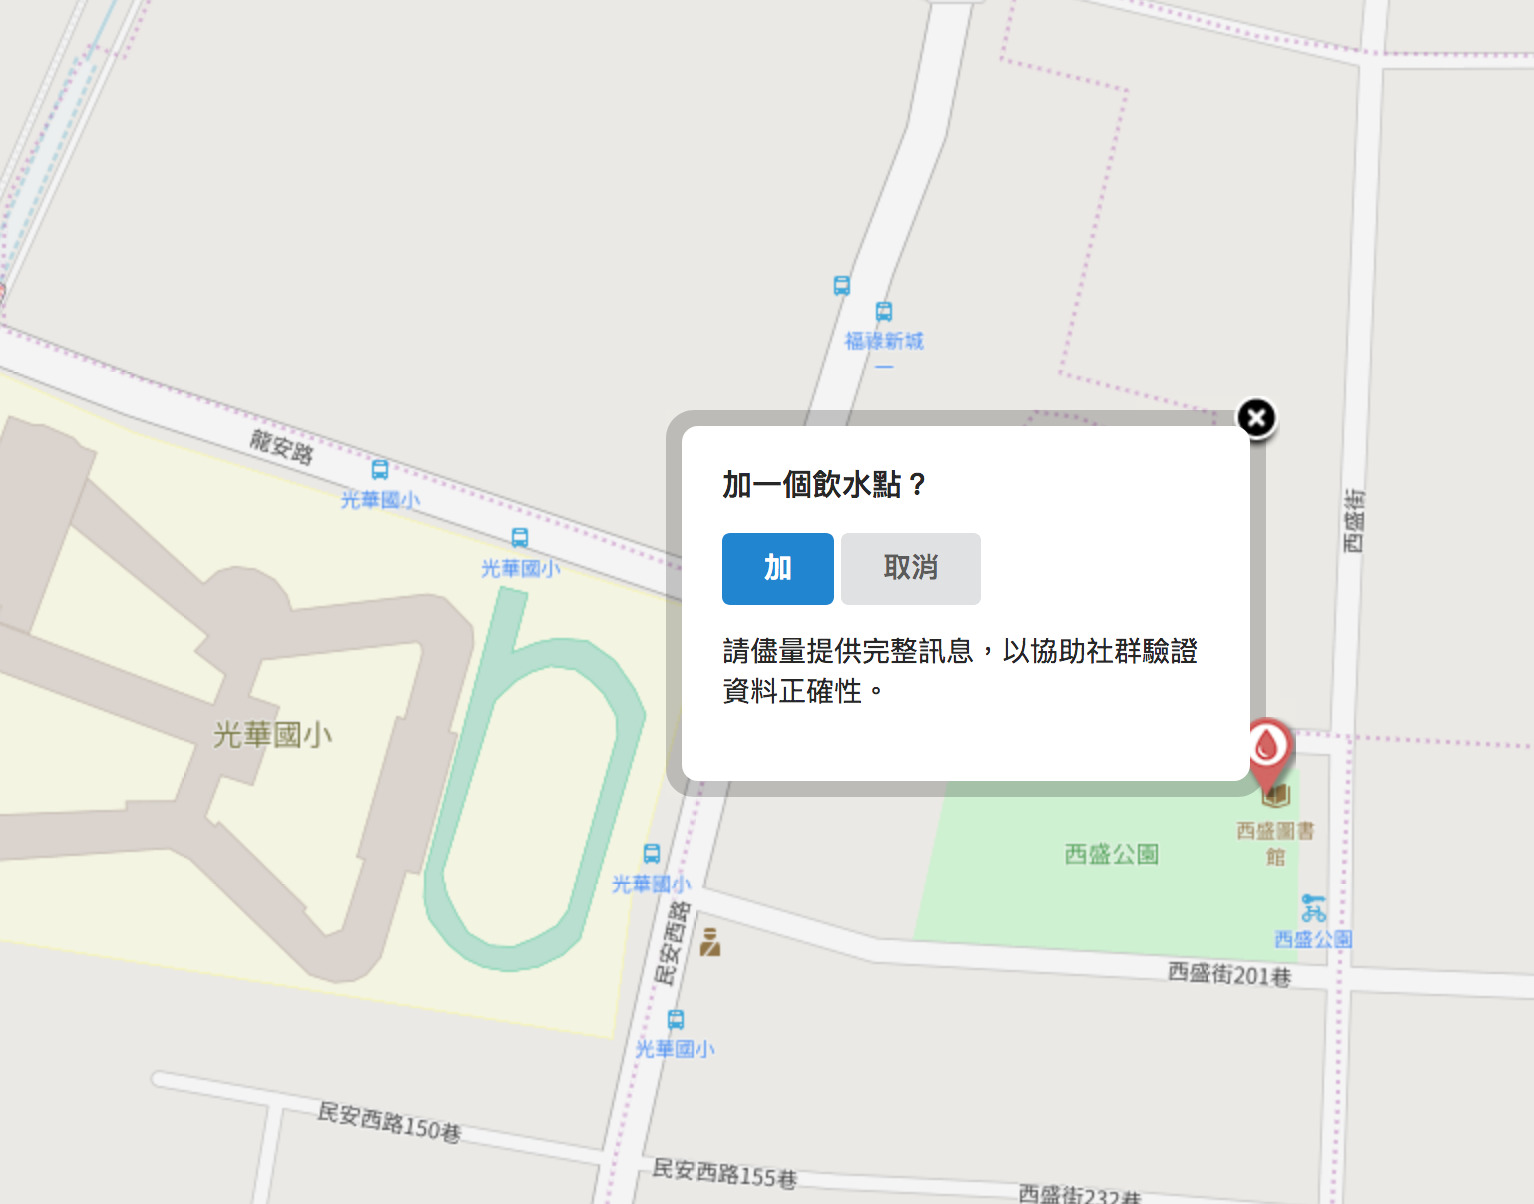 福祿新城
一
龍安路
光華國小
光華國小
西盛街
加一個飲水點？
加
取消
請儘量提供完整訊息，以協助社群驗證
資料正確性。
光華國小
西盛圖書
館
西盛公園
光華國小
民安西路
西盛公園
西盛街201巷
光華國小
民安西路150巷
民安西路155巷
西盛街232巷